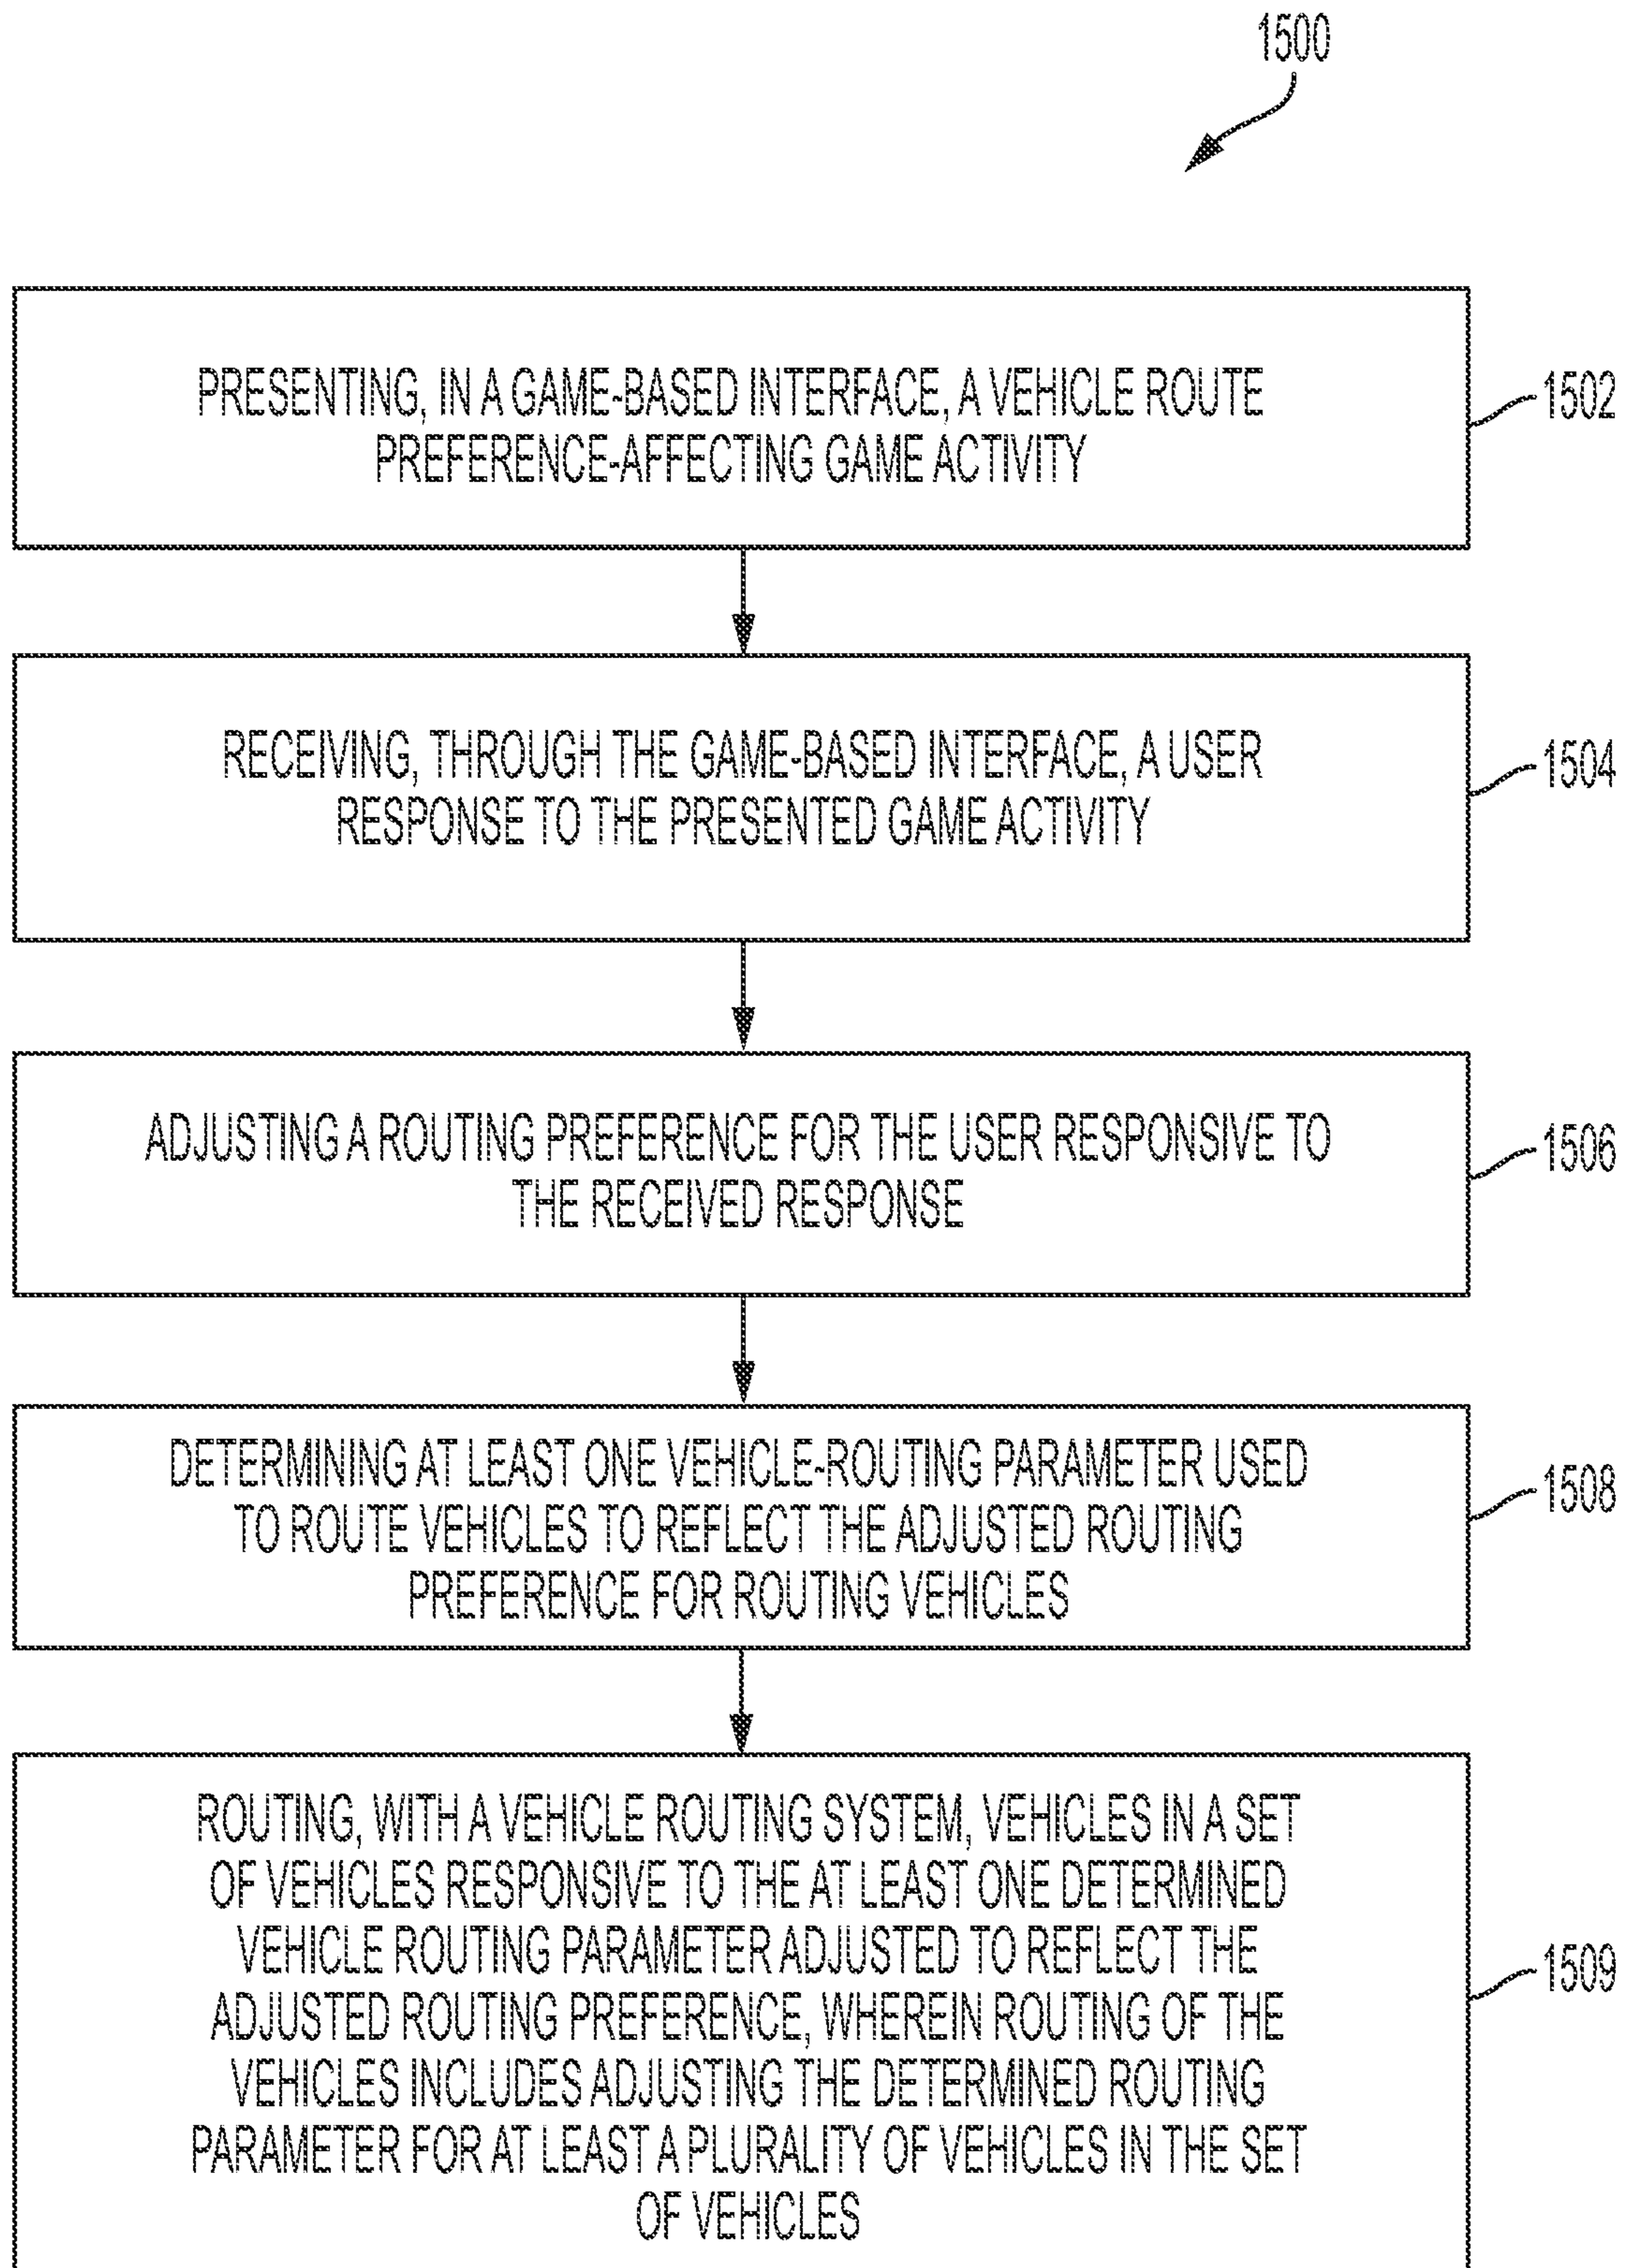 1500
PRESENTING, IN A GAME-BASED INTERFACE, A VEHICLE ROUTE
PREFERENCE-AFFECTING GAME ACTIVITY
1502
RECEIVING, THROUGH THE GAME-BASED INTERFACE, A USER
RESPONSE TO THE PRESENTED GAME ACTIVITY
1504
ADJUSTING A ROUTING PREFERENCE FOR THE USER RESPONSIVE TO
THE RECEIVED RESPONSE
1506
DETERMINING AT LEAST ONE VEHICLE-ROUTING PARAMETER USED
TO ROUTE VEHICLES TO REFLECT THE ADJUSTED ROUTING
PREFERENCE FOR ROUTING VEHICLES
1508
ROUTING, WITH A VEHICLE ROUTING SYSTEM, VEHICLES IN A SET
OF VEHICLES RESPONSIVE TO THE AT LEAST ONE DETERMINED
VEHICLE ROUTING PARAMETER ADJUSTED TO REFLECT THE
ADJUSTED ROUTING PREFERENCE, WHEREIN ROUTING OF THE
VEHICLES INCLUDES ADJUSTING THE DETERMINED ROUTING
PARAMETER FOR AT LEAST A PLURALITY OF VEHICLES IN THE SET
OF VEHICLES
1509